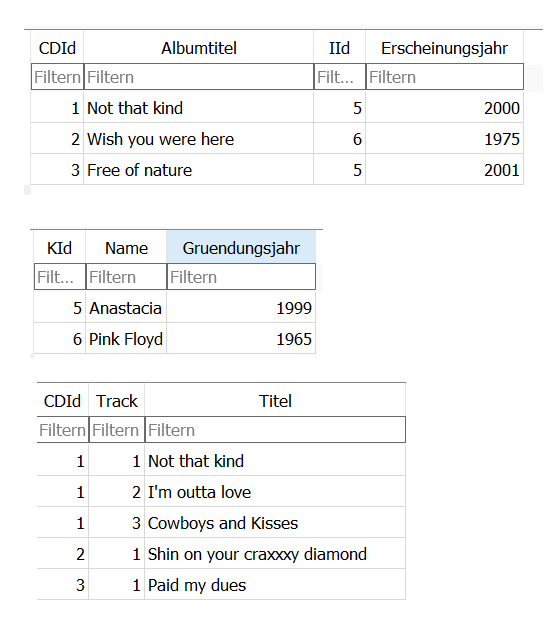 CDId Albumtitel IId Erscheinungsjahr
Filtern Filtern Filt... Filtern
1 Not that kind 5 2000
2 Wish you were here 6 1975
3 Free of nature 5 2001
KId Name Gruendungsjahr
Filt... Filtern Filtern
5 Anastacia 1999
6 Pink Floyd 1965
CDId Track Titel
Filtern Filtern Filtern
1 1 Not that kind
1 2 I'm outta love
1 3 Cowboys and Kisses
2 1 Shin on your craxxxy diamond
3 1 Paid my dues